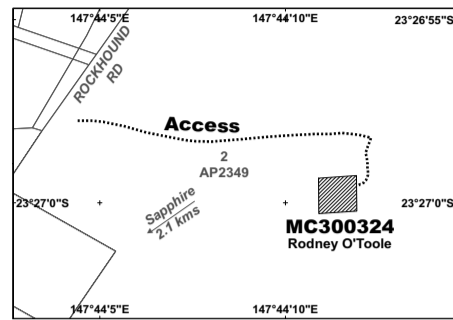 147°44'5"E
147°44'10"E
23°26'55"S
ROCKHOUND
RD
Access
2
AP2349
23°27'0"S
23°27'0"S
Sapphire
2.1 kms
MC300324
Rodney O'Toole
147°44'5"E
147°44'10"E